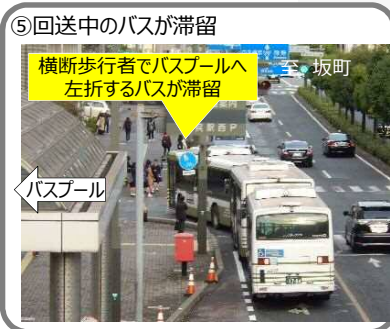 ⑤回送中のバスが滞留
横断歩行者でバスプールへ
左折するバスが滞留
至 坂町
バスプール